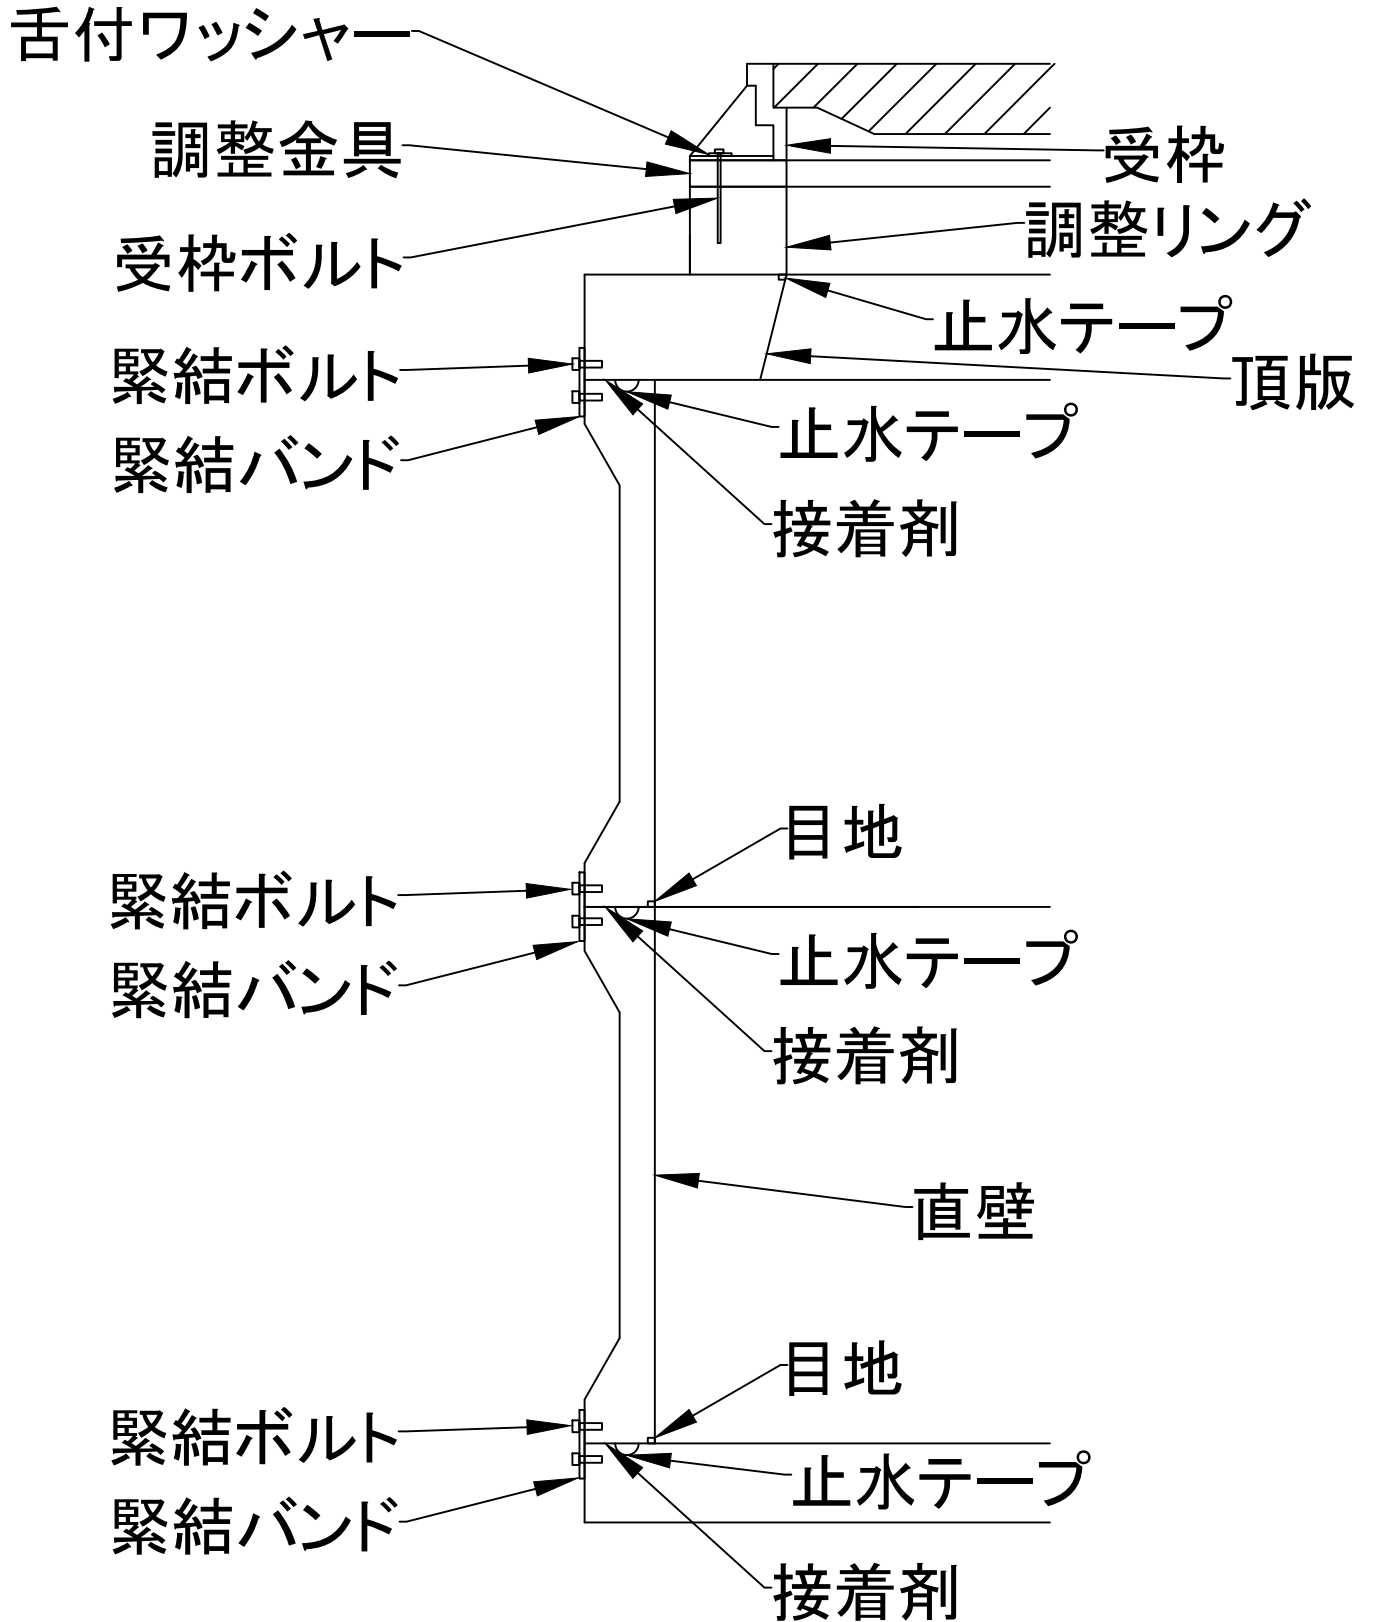 舌付ワッシャー
調整金具
受枠
調整リング
受枠ボルト
止水テープ
緊結ボルト
頂版
止水テープ
緊結バンド
接着剤
目地
緊結ボルト
止水テープ
緊結バンド
接着剤
直壁
目地
緊結ボルト
止水テープ
緊結バンド
接着剤